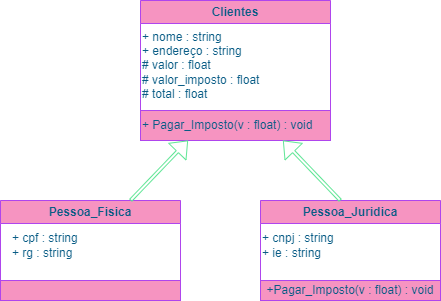 Clientes
+ nome : string
+ endereço : string
# valor : float
# valor_imposto : float
# total : float
+ Pagar_Imposto(v : float) : void
Pessoa_Fisica
+ cpf : string
+ rg : string
Pessoa_Juridica
+ cnpj : string
+ ie : string
+Pagar_Imposto(v : float) : void